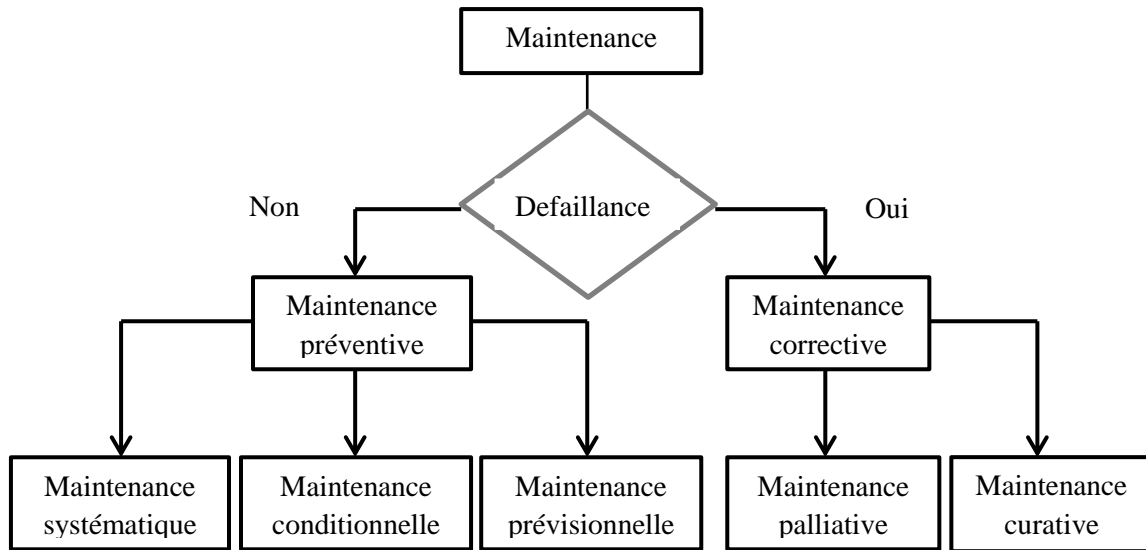 Maintenance
Non
Defaillance
Oui
Maintenance
préventive
Maintenance
corrective
Maintenance
systématique
Maintenance
conditionnelle
Maintenance
prévisionnelle
Maintenance
palliative
Maintenance
curative